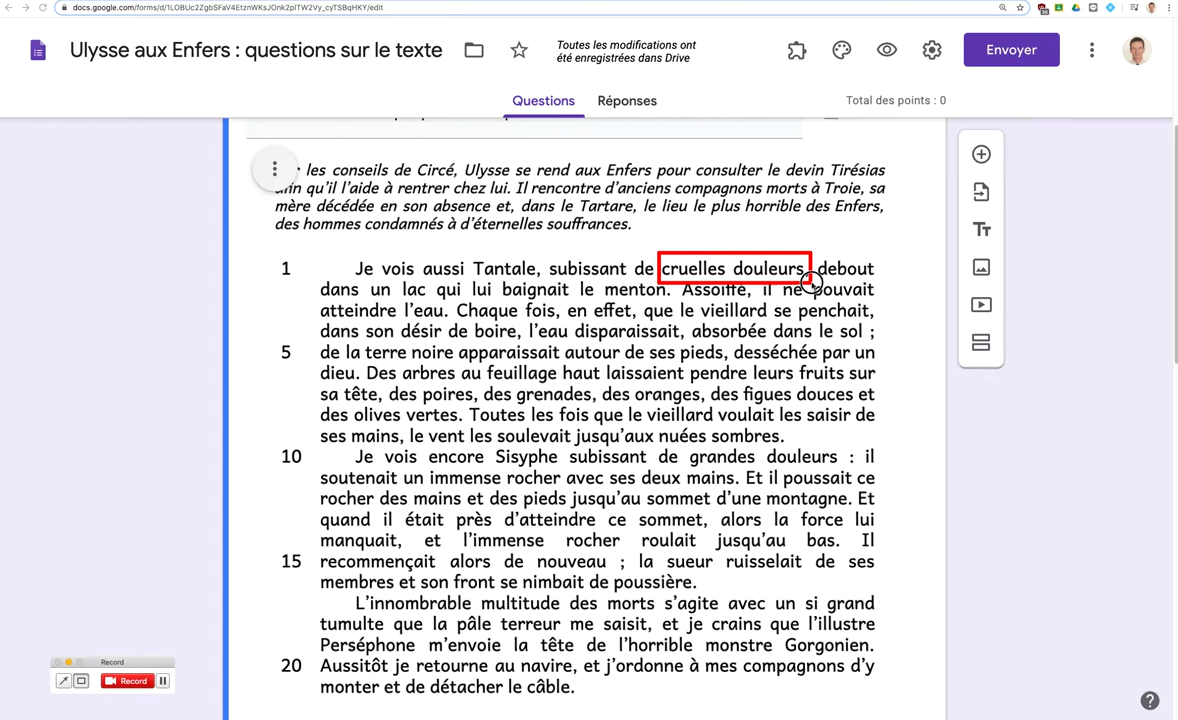 docs.google.com/forms/d/1LOBUc2ZgbSFaV4EtznWKsJOnk2pITW2Vy_cyTSBqHKY/edit
Ulysse aux Enfers : questions sur le texte
Toutes les modifications ont
été enregistrées dans Drive
Envoyer
Questions
Réponses
Total des points : 0
les conseils de Circé, Ulysse se rend aux Enfers pour consulter le devin Tirésias
afin qu'il l'aide à rentrer chez lui. Il rencontre d'anciens compagnons morts à Troie, sa
mère décédée en son absence et, dans le Tartare, le lieu le plus horrible des Enfers,
des hommes condamnés à d'éternelles souffrances.
1 Je vois aussi Tantale, subissant de cruelles douleurs, debout
dans un lac qui lui baignait le menton. Assoiffé, il ne pouvait
atteindre l'eau. Chaque fois, en effet, que le vieillard se penchait,
dans son désir de boire, l'eau disparaissait, absorbée dans le sol ;
5 de la terre noire apparaissait autour de ses pieds, desséchée par un
dieu. Des arbres au feuillage haut laissaient pendre leurs fruits sur
sa tête, des poires, des grenades, des oranges, des figues douces et
des olives vertes. Toutes les fois que le vieillard voulait les saisir de
ses mains, le vent les soulevait jusqu'aux nuées sombres.
10 Je vois encore Sisyphe subissant de grandes douleurs : il
soutenait un immense rocher avec ses deux mains. Et il poussait ce
rocher des mains et des pieds jusqu'au sommet d'une montagne. Et
quand il était près d'atteindre ce sommet, alors la force lui
manquait, et l'immense rocher roulait jusqu'au bas. Il
15 recommençait alors de nouveau ; la sueur ruisselait de ses
membres et son front se nimbait de poussière.
L'innombrable multitude des morts s'agite avec un si grand
tumulte que la pâle terreur me saisit, et je crains que l'illustre
Perséphone m'envoie la tête de l'horrible monstre Gorgonien.
20 Aussitôt je retourne au navire, et j'ordonne à mes compagnons d'y
monter et de détacher le câble.
Tт
Record
Record